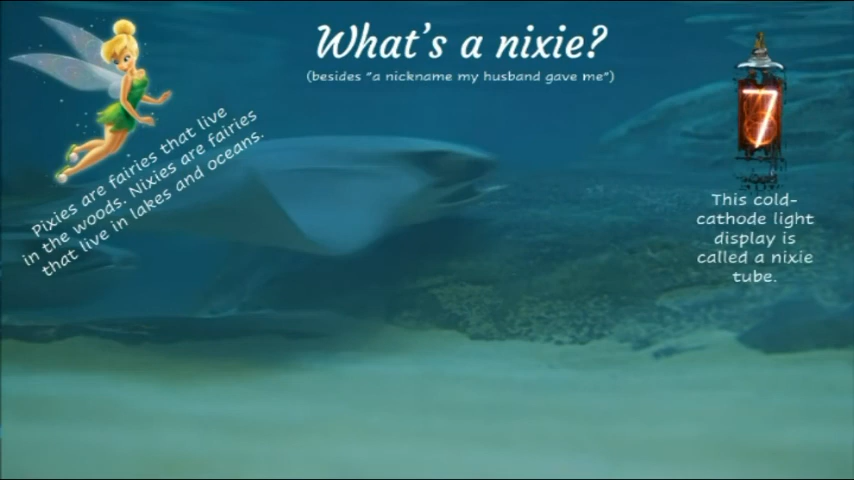 What's a nixie?
(besides "a nickname my husband gave me")
Pixies are fairies that live
in the woods. Nixies are fairies
that live in lakes and oceans.
7
This cold-
cathode light
display is
called a nixie
tube.